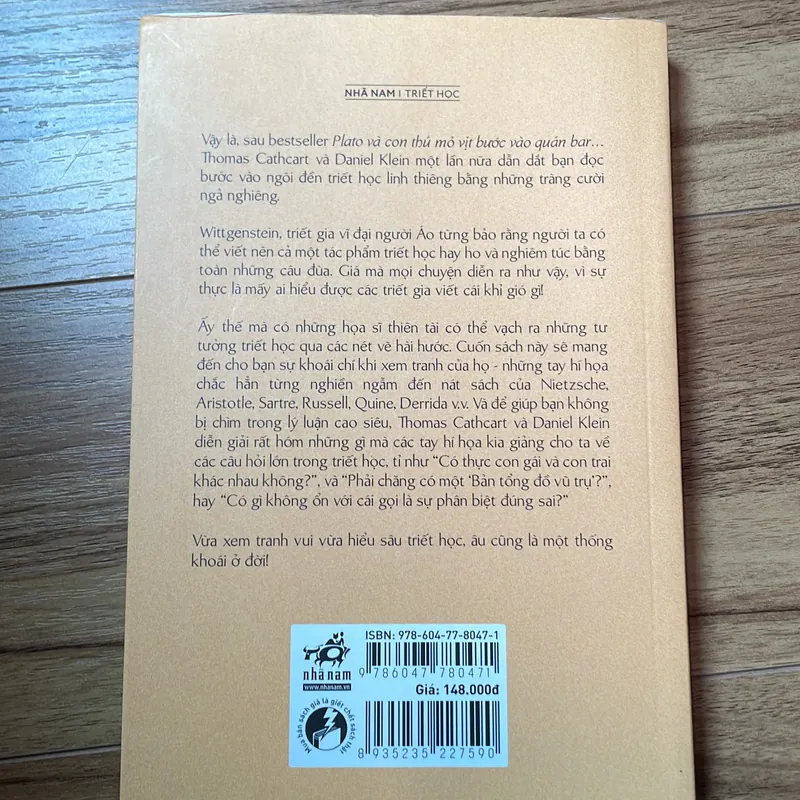 NHÃ NAM | TRIẾT HỌC
Vậy là, sau bestseller Plato và con thú mỏ vịt bước vào quán bar...
Thomas Cathcart và Daniel Klein một lần nữa dẫn dắt bạn đọc
bước vào ngôi đền triết học linh thiêng bằng những tràng cười
ngả nghiêng.
Wittgenstein, triết gia vĩ đại người Áo từng bảo rằng người ta có
thể viết nên cả một tác phẩm triết học hay ho và nghiêm túc bằng
toàn những câu đùa. Giá mà mọi chuyện diễn ra như vậy, vì sự
thực là mấy ai hiểu được các triết gia viết cái khỉ gió gì!
Ấy thế mà có những họa sĩ thiên tài có thể vạch ra những tư
tưởng triết học qua các nét vẽ hài hước. Cuốn sách này sẽ mang
đến cho bạn sự khoái chí khi xem tranh của họ - những tay hí họa
chắc hẳn từng nghiền ngẫm đến nát sách của Nietzsche,
Aristotle, Sartre, Russell, Quine, Derrida v.v. Và để giúp bạn không
bị chìm trong lý luận cao siêu, Thomas Cathcart và Daniel Klein
diễn giải rất hóm những gì mà các tay hí họa kia giảng cho ta về
các câu hỏi lớn trong triết học, tỉ như “Có thực con gái và con trai
khác nhau không?”, và “Phải chăng có một ‘Bản tổng đồ vũ trụ’?”,
hay “Có gì không ổn với cái gọi là sự phân biệt đúng sai?”
Vừa xem tranh vui vừa hiểu sâu triết học, âu cũng là một thống
khoái ở đời!
ISBN: 978-604-77-8047-1
9 786047 780471
nhã nam
www.nhanam.vn
Giá: 148.000đ
Mua bán sách giả là giết chết sách thật
8 935235 227590